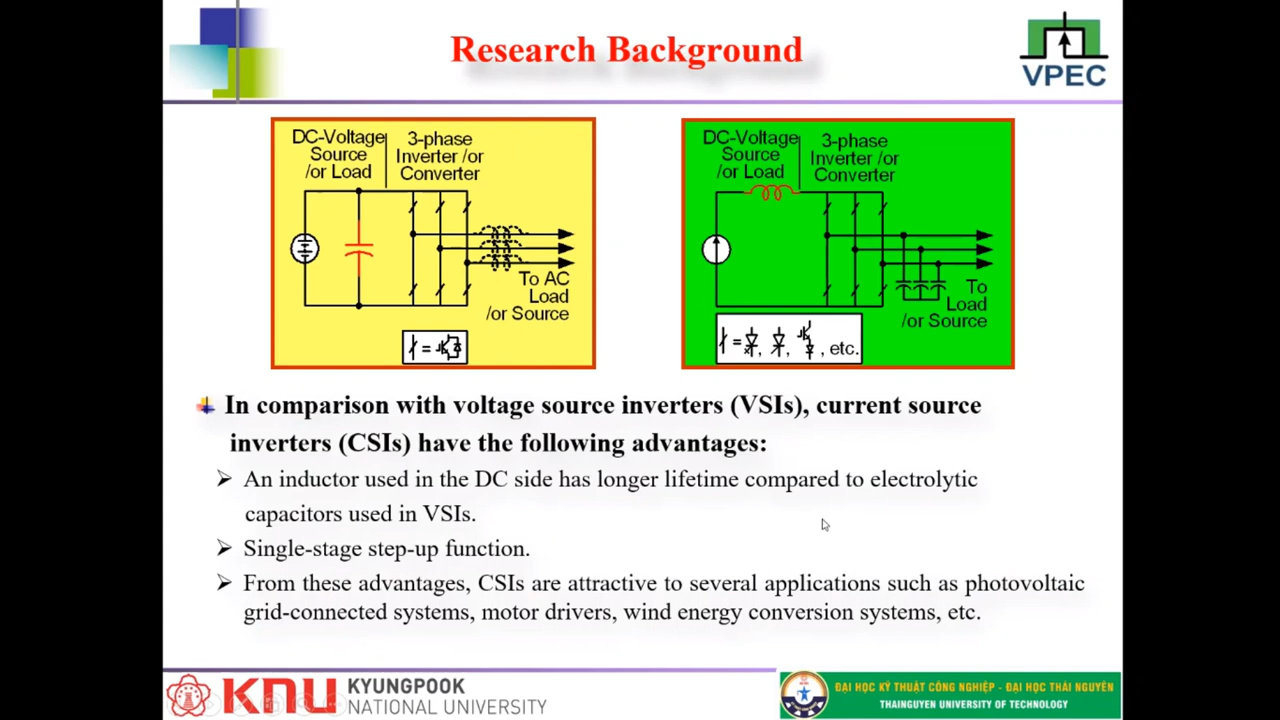 Research Background
VPEC
DC-Voltage
Source
/or Load
3-phase
Inverter /or
Converter
To AC
Load
/or Source
=
DC-Voltage
Source
/or Load
3-phase
Inverter /or
Converter
To
Load
/or Source
= , , , etc.
In comparison with voltage source inverters (VSIs), current source
inverters (CSIs) have the following advantages:
An inductor used in the DC side has longer lifetime compared to electrolytic
capacitors used in VSIs.
Single-stage step-up function.
From these advantages, CSIs are attractive to several applications such as photovoltaic
grid-connected systems, motor drivers, wind energy conversion systems, etc.
KNU KYUNGPOOK
NATIONAL UNIVERSITY
ĐẠI HỌC KỸ THUẬT CÔNG NGHIỆP - ĐẠI HỌC THÁI NGUYÊN
THAINGUYEN UNIVERSITY OF TECHNOLOGY